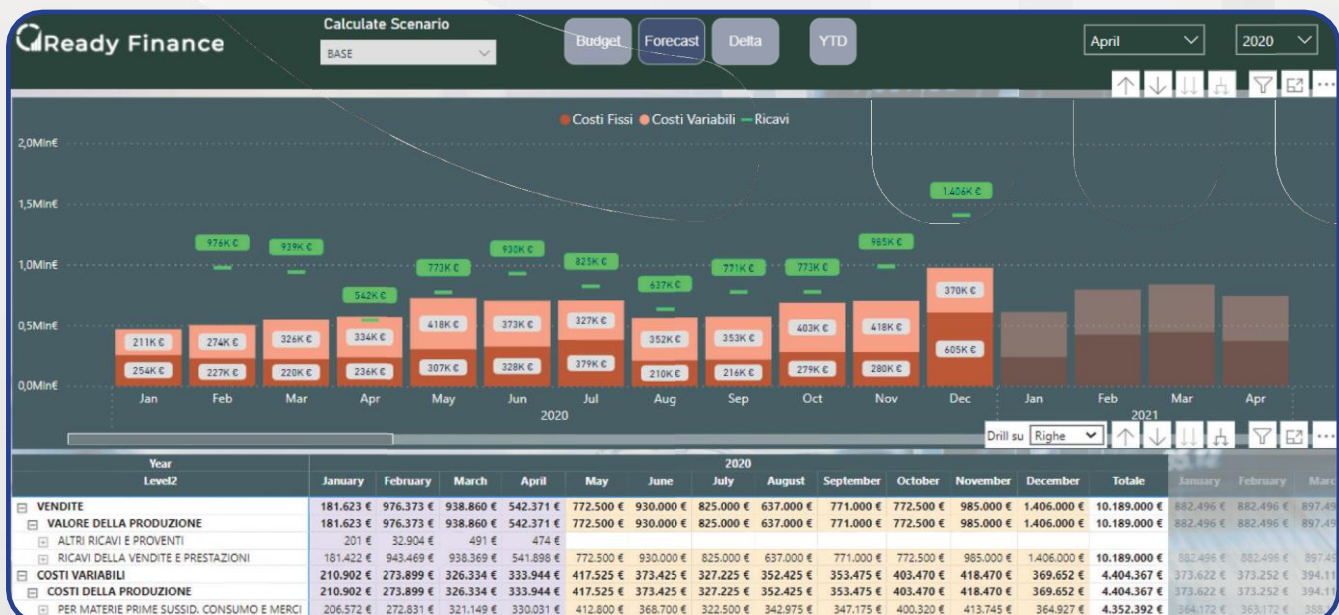 Ready Finance
Calculate Scenario
BASE
Budget Forecast Delta YTD
April 2020
Costi Fissi Costi Variabili Ricavi
2,0Mln€
1,5Mln€
1,0Mln€
0,5Mln€
0,0Mln€
976K € 939K € 542K € 773K € 930K € 825K € 637K € 771K € 773K € 985K € 1.406K €
211K € 274K € 326K € 334K € 418K € 373K € 327K € 352K € 353K € 403K € 418K € 370K €
254K € 227K € 220K € 236K € 307K € 328K € 379K € 210K € 216K € 279K € 280K € 605K €
Jan Feb Mar Apr May Jun Jul Aug Sep Oct Nov Dec Jan Feb Mar Apr
2020 2021
Drill su Righe
Year 2020
Level2 January February March April May June July August September October November December Totale January February Marc
VENDITE 181.623 € 976.373 € 938.860 € 542.371 € 772.500 € 930.000 € 825.000 € 637.000 € 771.000 € 772.500 € 985.000 € 1.406.000 € 10.189.000 € 882.496 € 882.496 € 897.49
VALORE DELLA PRODUZIONE 181.623 € 976.373 € 938.860 € 542.371 € 772.500 € 930.000 € 825.000 € 637.000 € 771.000 € 772.500 € 985.000 € 1.406.000 € 10.189.000 € 882.496 € 882.496 € 897.49
ALTRI RICAVI E PROVENTI 201 € 32.904 € 491 € 474 €
RICAVI DELLA VENDITE E PRESTAZIONI 181.422 € 943.469 € 938.369 € 541.898 € 772.500 € 930.000 € 825.000 € 637.000 € 771.000 € 772.500 € 985.000 € 1.406.000 € 10.189.000 € 882.496 € 882.496 € 897.49
COSTI VARIABILI 210.902 € 273.899 € 326.334 € 333.944 € 417.525 € 373.425 € 327.225 € 352.425 € 353.475 € 403.470 € 418.470 € 369.652 € 4.404.367 € 373.622 € 373.252 € 394.11
COSTI DELLA PRODUZIONE 210.902 € 273.899 € 326.334 € 333.944 € 417.525 € 373.425 € 327.225 € 352.425 € 353.475 € 403.470 € 418.470 € 369.652 € 4.404.367 € 373.622 € 373.252 € 394.11
PER MATERIE PRIME SUSSID. CONSUMO E MERCI 206.572 € 272.831 € 321.149 € 330.031 € 412.800 € 368.700 € 322.500 € 342.975 € 347.175 € 400.320 € 413.745 € 364.927 € 4.352.392 € 364.172 € 363.172 €